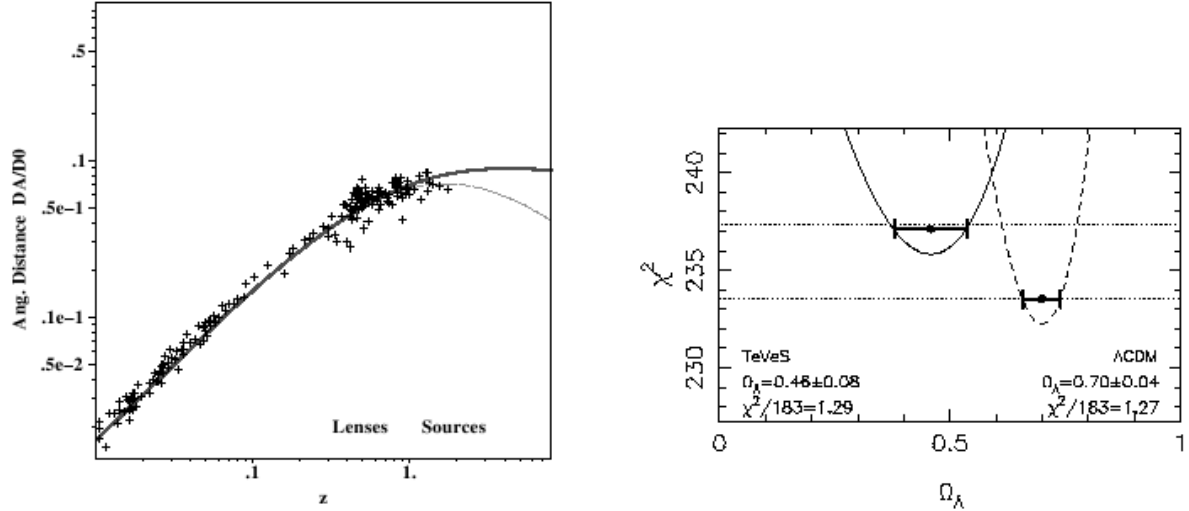 .5
.1
.5e−1
.1e−1
.5e−2
Ang. Distance DA/D0
Lenses Sources
.1 1.
z
240
235
230
χ²
TeVeS ΛCDM
Ω_Λ=0.46±0.08 Ω_Λ=0.70±0.04
χ²/183=1.29 χ²/183=1.27
0 0.5 1
Ω_Λ